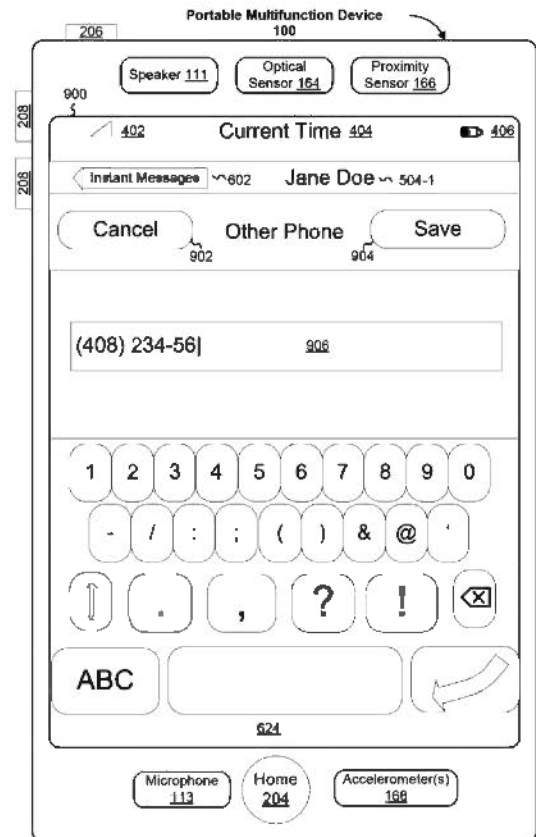 Portable Multifunction Device
100
206
Speaker 111
Optical
Sensor 164
Proximity
Sensor 166
208
900
402
Current Time 404
406
208
Instant Messages
602
Jane Doe
504-1
Cancel
902
Other Phone
904
Save
(408) 234-56|
906
1 2 3 4 5 6 7 8 9 0
- / : ; ( ) & @ '
. , ? !
ABC
624
Microphone
113
Home
204
Accelerometer(s)
168